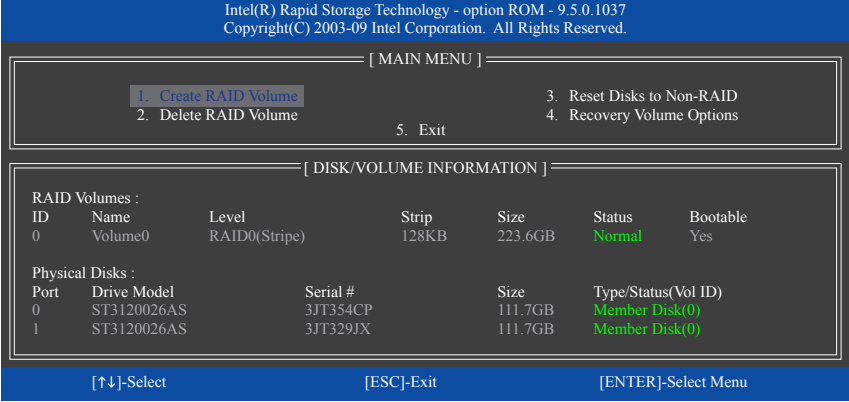 Intel(R) Rapid Storage Technology - option ROM - 9.5.0.1037
Copyright(C) 2003-09 Intel Corporation. All Rights Reserved.
[ MAIN MENU ]
1. Create RAID Volume 3. Reset Disks to Non-RAID
2. Delete RAID Volume 4. Recovery Volume Options
5. Exit
[ DISK/VOLUME INFORMATION ]
RAID Volumes :
ID Name Level Strip Size Status Bootable
0 Volume0 RAID0(Stripe) 128KB 223.6GB Normal Yes
Physical Disks :
Port Drive Model Serial # Size Type/Status(Vol ID)
0 ST3120026AS 3JT354CP 111.7GB Member Disk(0)
1 ST3120026AS 3JT329JX 111.7GB Member Disk(0)
[↑↓]-Select [ESC]-Exit [ENTER]-Select Menu